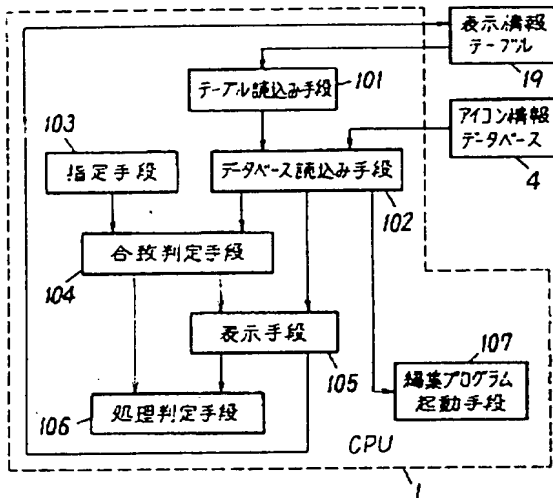 表示情報
テーブル
19
テーブル読込み手段
101
アイコン情報
データベース
4
103
指定手段
データベース読込み手段
102
合致判定手段
104
表示手段
105
107
編集プログラム
起動手段
処理判定手段
106
CPU
1